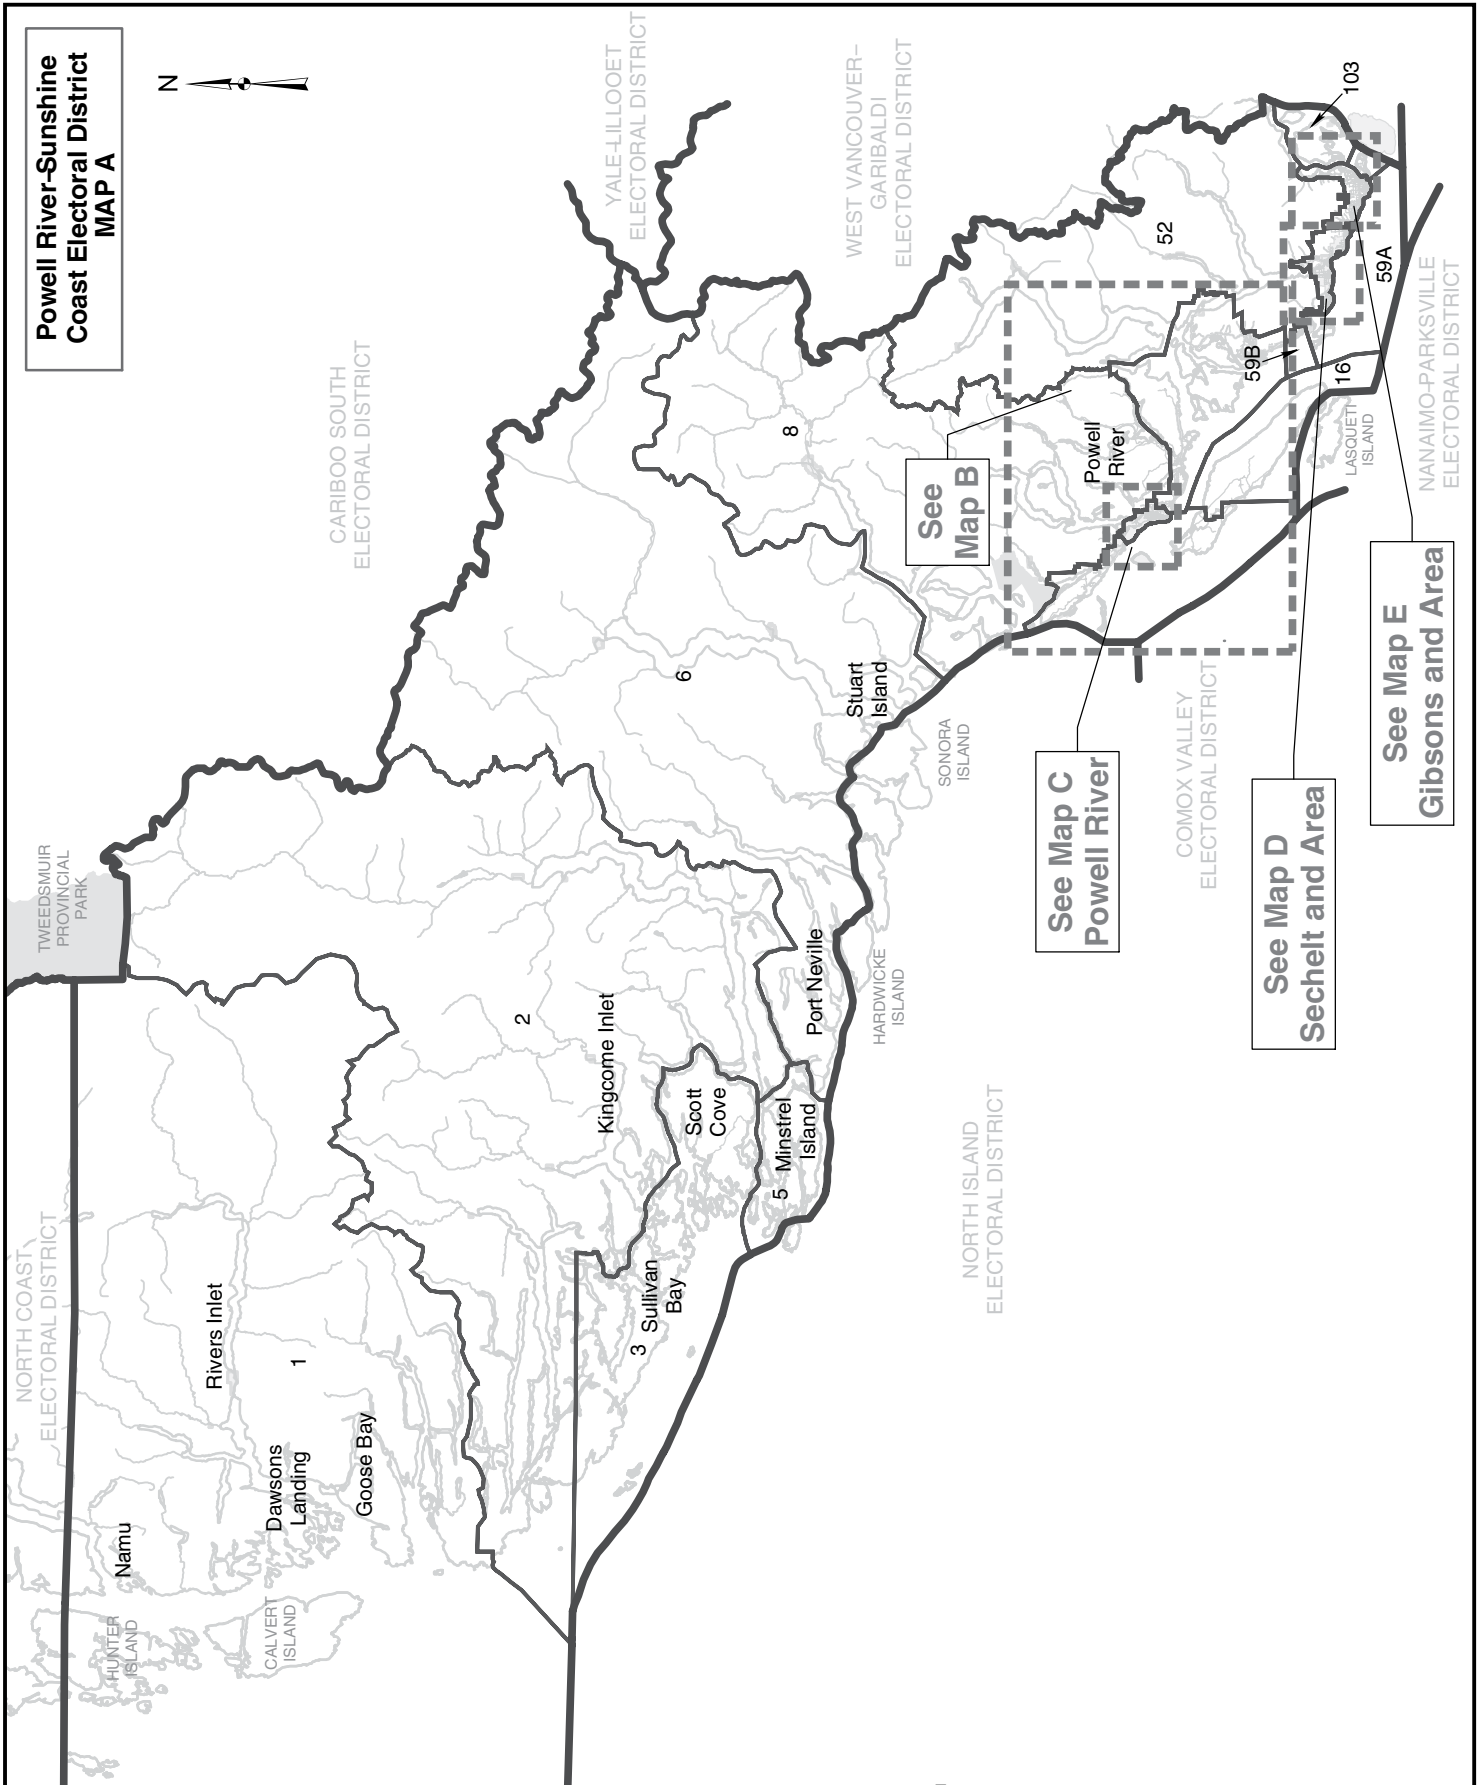 Powell River-Sunshine
Coast Electoral District
MAP A
N
NORTH COAST
ELECTORAL DISTRICT
TWEEDSMUIR
PROVINCIAL
PARK
CARIBOO SOUTH
ELECTORAL DISTRICT
YALE-LILLOOET
ELECTORAL DISTRICT
WEST VANCOUVER–
GARIBALDI
ELECTORAL DISTRICT
HUNTER
ISLAND
Namu
Rivers Inlet
CALVERT
ISLAND
Dawsons
Landing
1
Goose Bay
2
Kingcome Inlet
3
Sullivan
Bay
Scott
Cove
5
Minstrel
Island
Port Neville
HARDWICKE
ISLAND
6
Stuart
Island
SONORA
ISLAND
8
NORTH ISLAND
ELECTORAL DISTRICT
See
Map B
See Map C
Powell River
Powell
River
52
COMOX VALLEY
ELECTORAL DISTRICT
59B
See Map D
Sechelt and Area
16
LASQUETI
ISLAND
103
59A
See Map E
Gibsons and Area
NANAIMO-PARKSVILLE
ELECTORAL DISTRICT